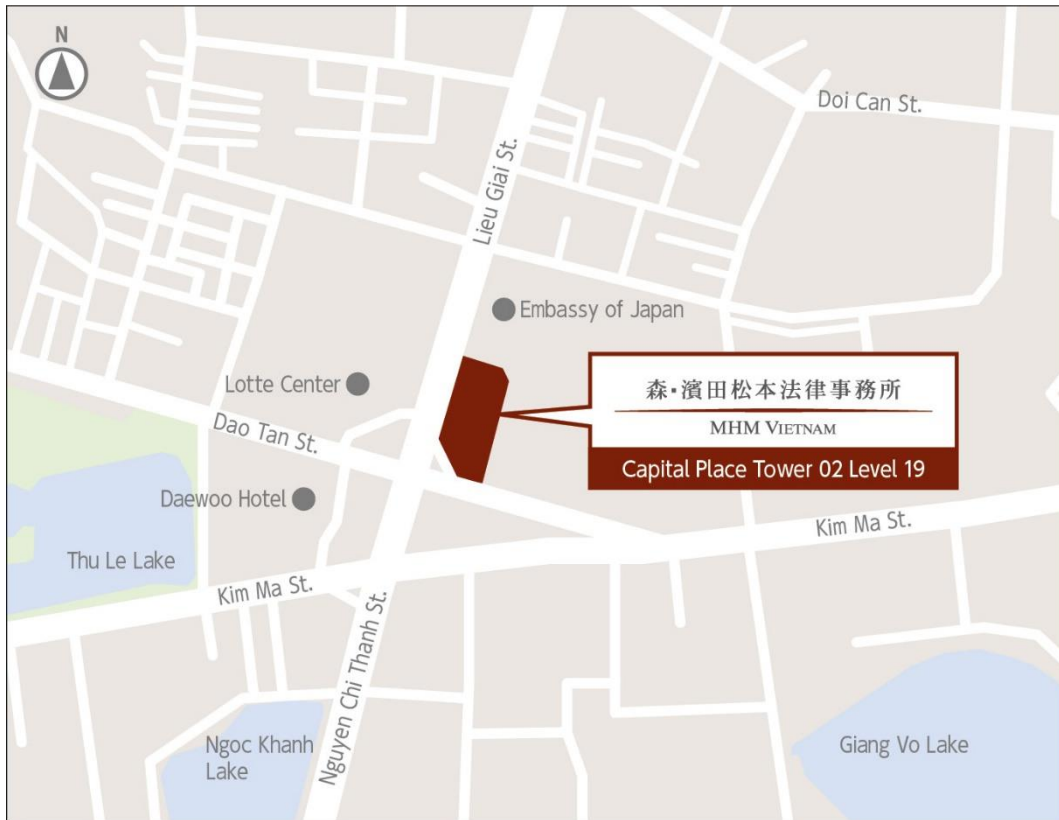 N
Doi Can St.
Lieu Giai St.
Embassy of Japan
Lotte Center
森・濱田松本法律事務所
MHM VIETNAM
Capital Place Tower 02 Level 19
Dao Tan St.
Daewoo Hotel
Kim Ma St.
Thu Le Lake
Kim Ma St.
Nguyen Chi Thanh St.
Ngoc Khanh
Lake
Giang Vo Lake